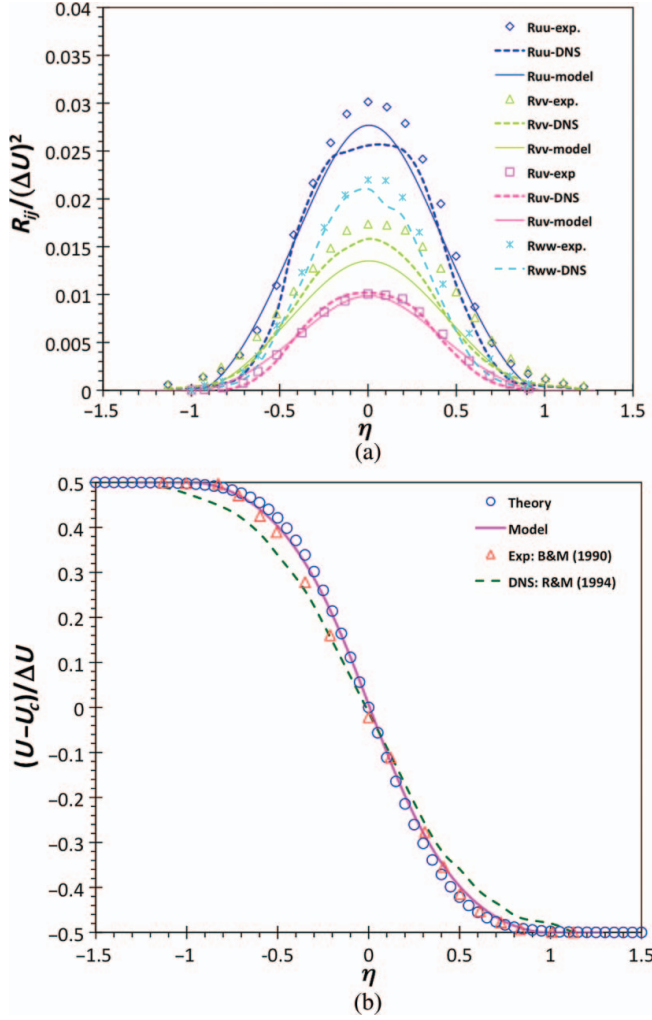 0.04
0.035
0.03
0.025
0.02
0.015
0.01
0.005
0
R_ij/(ΔU)²
−1.5 −1 −0.5 0 0.5 1 1.5
η
Ruu-exp.
Ruu-DNS
Ruu-model
Rvv-exp.
Rvv-DNS
Rvv-model
Ruv-exp
Ruv-DNS
Ruv-model
Rww-exp.
Rww-DNS
(a)
0.5
0.4
0.3
0.2
0.1
0
−0.1
−0.2
−0.3
−0.4
−0.5
(U−U_c)/ΔU
−1.5 −1 −0.5 0 0.5 1 1.5
η
Theory
Model
Exp: B&M (1990)
DNS: R&M (1994)
(b)